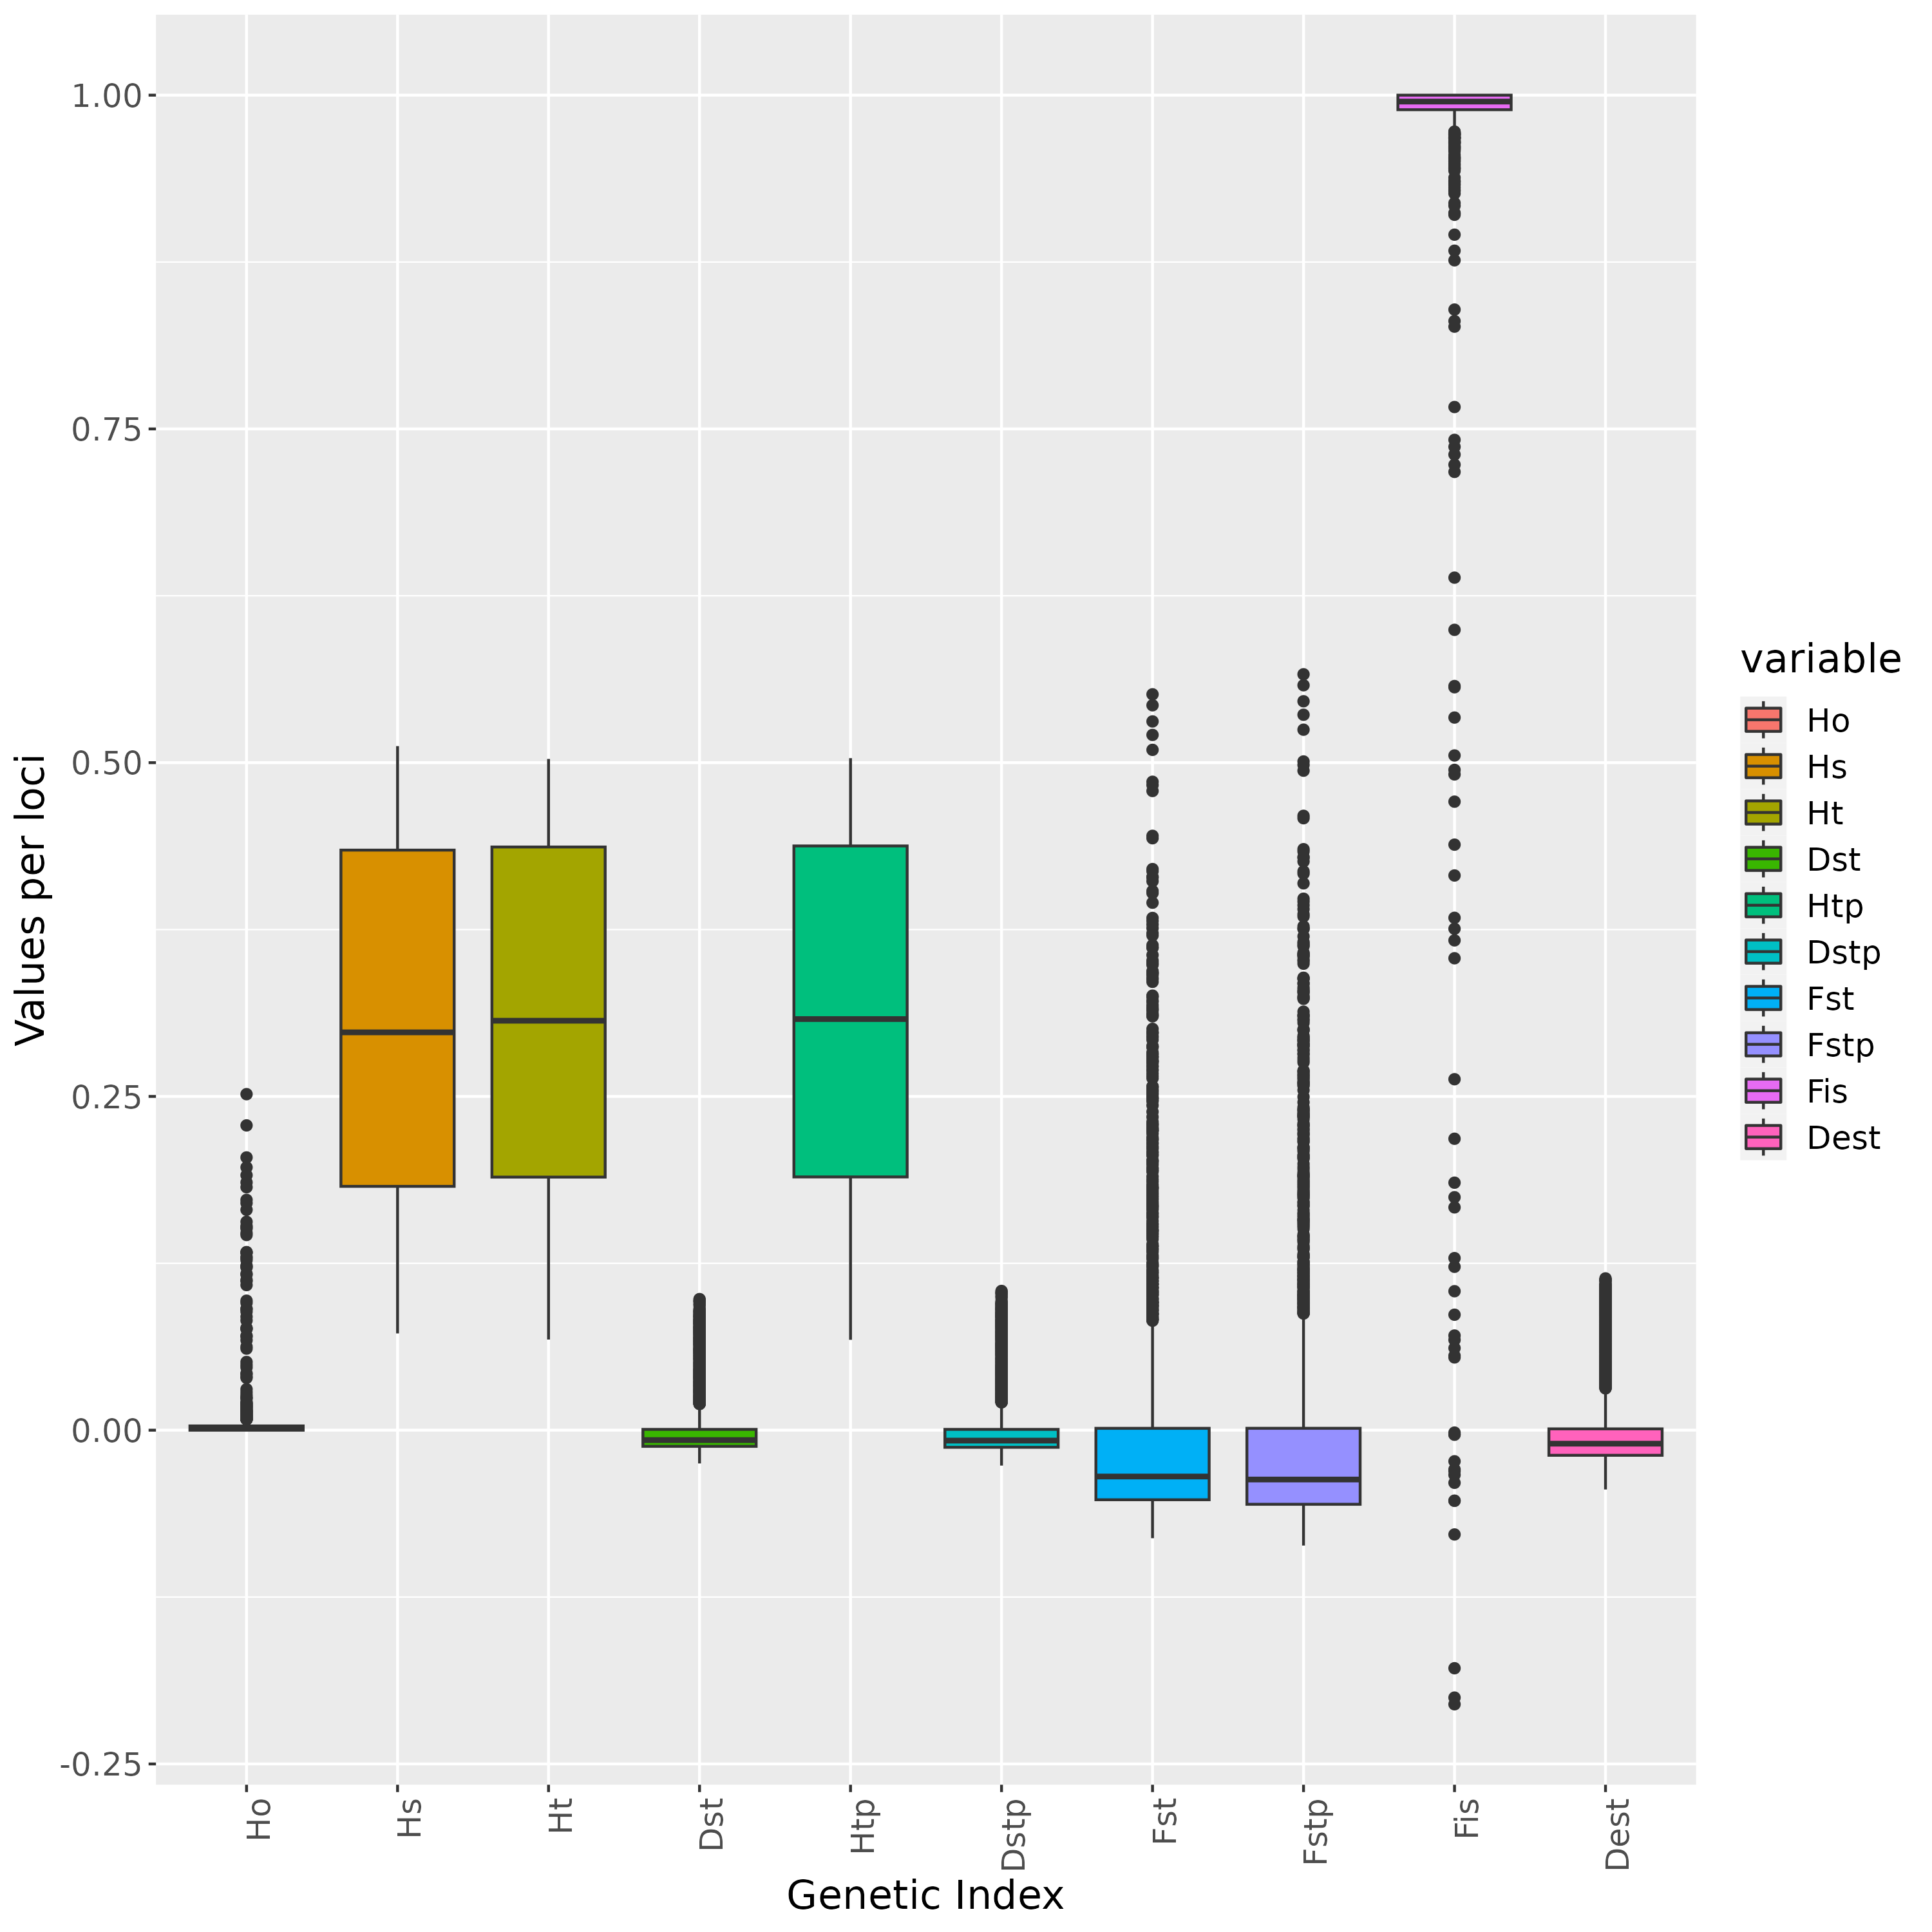 1.00
0.75
0.50
0.25
0.00
-0.25
Values per loci
Ho
Hs
Ht
Dst
Htp
Dstp
Fst
Fstp
Fis
Dest
Genetic Index
variable
Ho
Hs
Ht
Dst
Htp
Dstp
Fst
Fstp
Fis
Dest